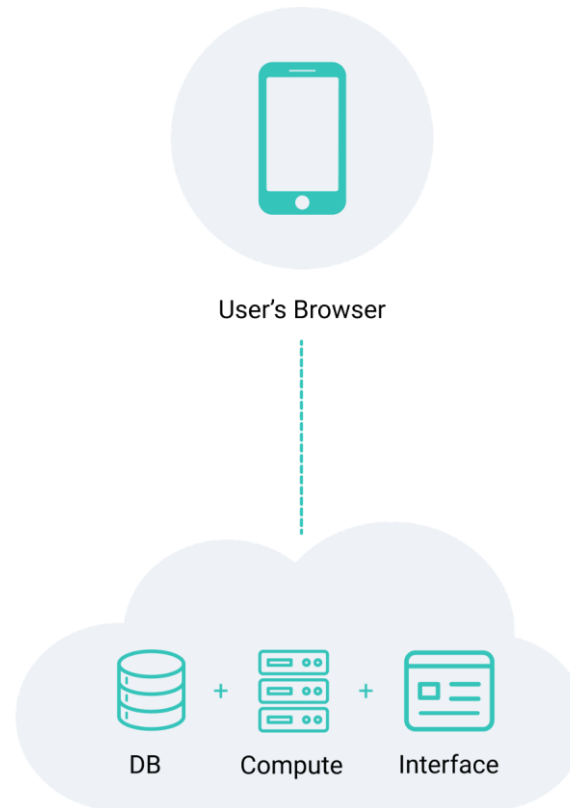 User’s Browser
+ +
DB Compute Interface